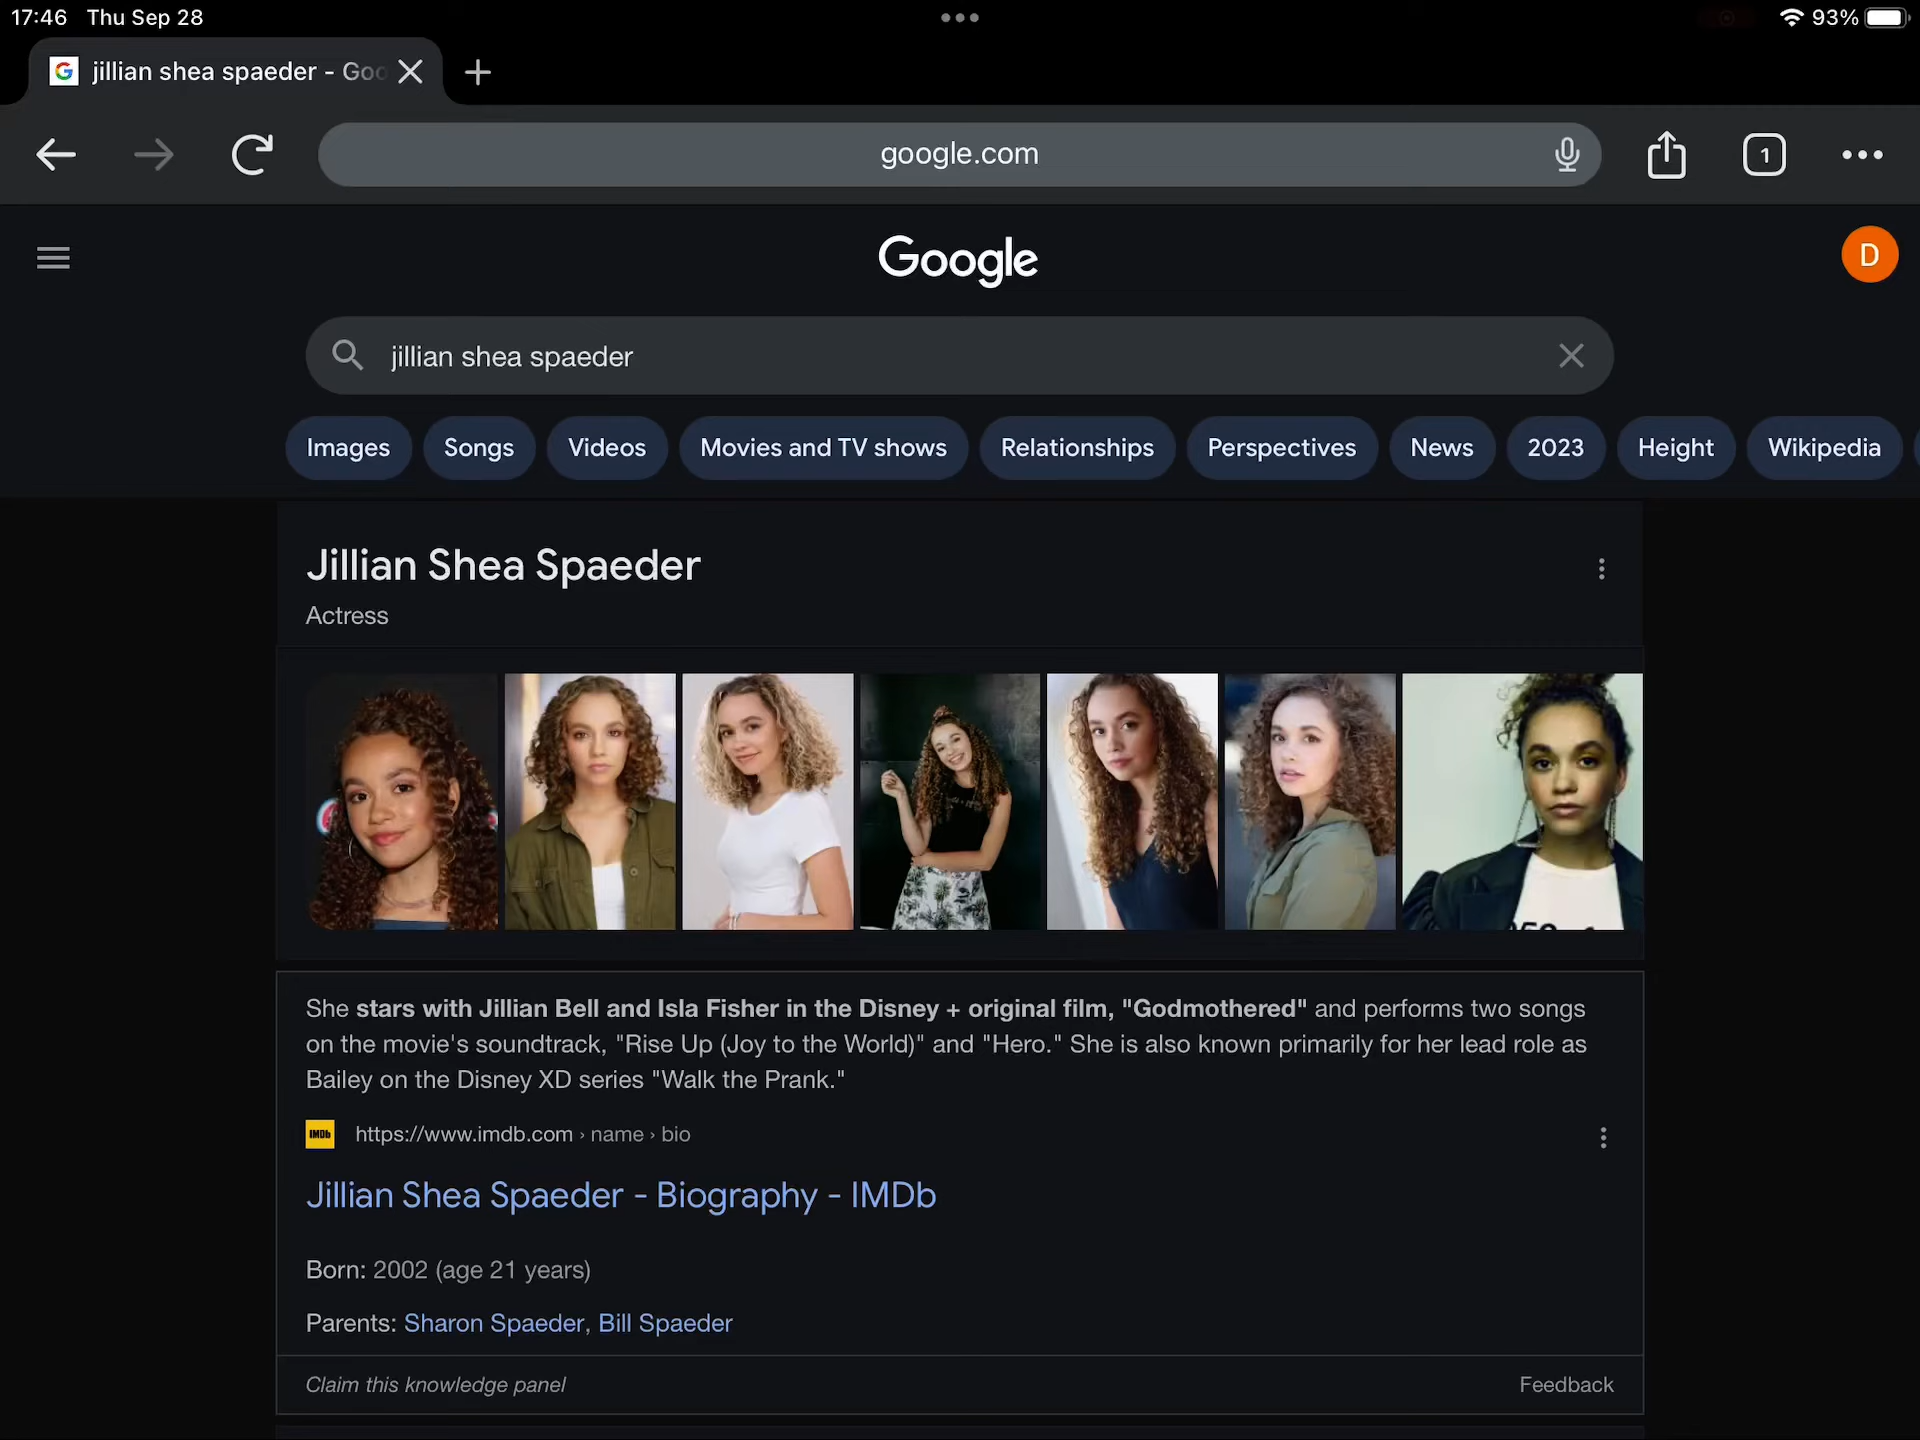 17:46 Thu Sep 28
93%
jillian shea spaeder - Goo
google.com
1
Google
D
jillian shea spaeder
Images Songs Videos Movies and TV shows Relationships Perspectives News 2023 Height Wikipedia
Jillian Shea Spaeder
Actress
She stars with Jillian Bell and Isla Fisher in the Disney + original film, "Godmothered" and performs two songs
on the movie's soundtrack, "Rise Up (Joy to the World)" and "Hero." She is also known primarily for her lead role as
Bailey on the Disney XD series "Walk the Prank."
IMDb https://www.imdb.com › name › bio
Jillian Shea Spaeder - Biography - IMDb
Born: 2002 (age 21 years)
Parents: Sharon Spaeder, Bill Spaeder
Claim this knowledge panel Feedback